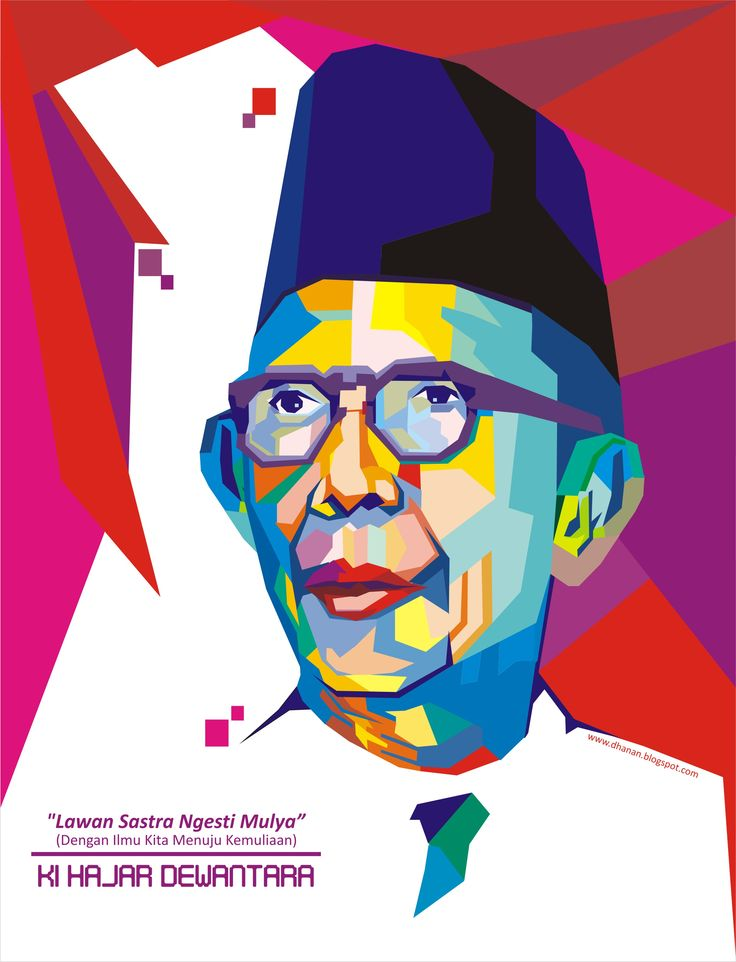 www.dhanan.blogspot.com
"Lawan Sastra Ngesti Mulya”
(Dengan Ilmu Kita Menuju Kemuliaan)
KI HAJAR DEWANTARA